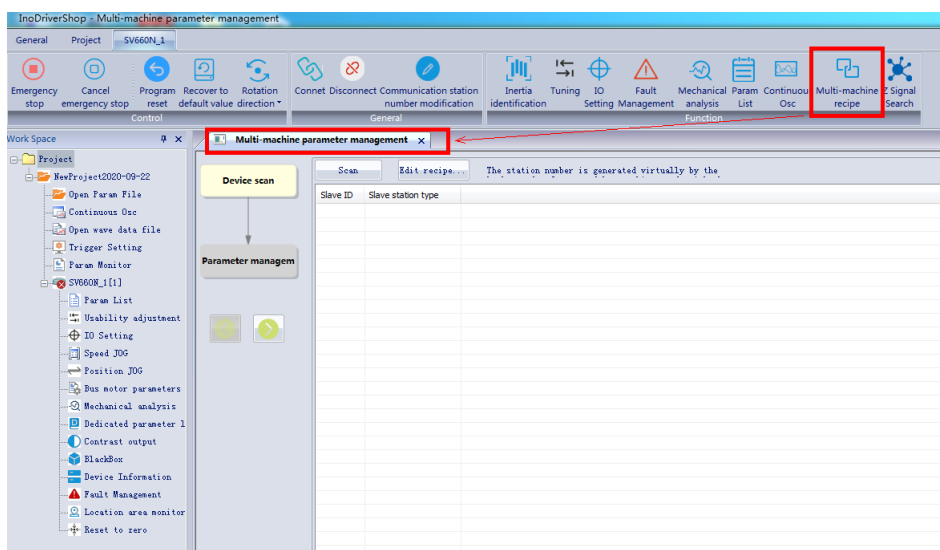 InoDriverShop - Multi-machine parameter management
General Project SV660N_1
Emergency stop
Cancel emergency stop
Program reset
Recover to default value
Rotation direction
Connet
Disconnect
Communication station number modification
Inertia identification
Tuning
IO Setting
Fault Management
Mechanical analysis
Param List
Continuou Osc
Multi-machine recipe
Z Signal Search
Control General Function
Work Space
Multi-machine parameter management x
Project
NewProject2020-09-22
Open Param File
Continuous Osc
Open wave data file
Trigger Setting
Param Monitor
SV660N_1[1]
Param List
Usability adjustment
IO Setting
Speed JOG
Position JOG
Bus motor parameters
Mechanical analysis
Dedicated parameter l
Contrast output
BlackBox
Device Information
Fault Management
Location area monitor
Reset to zero
Device scan
Parameter managem
Scan Edit recipe... The station number is generated virtually by the
Slave ID Slave station type